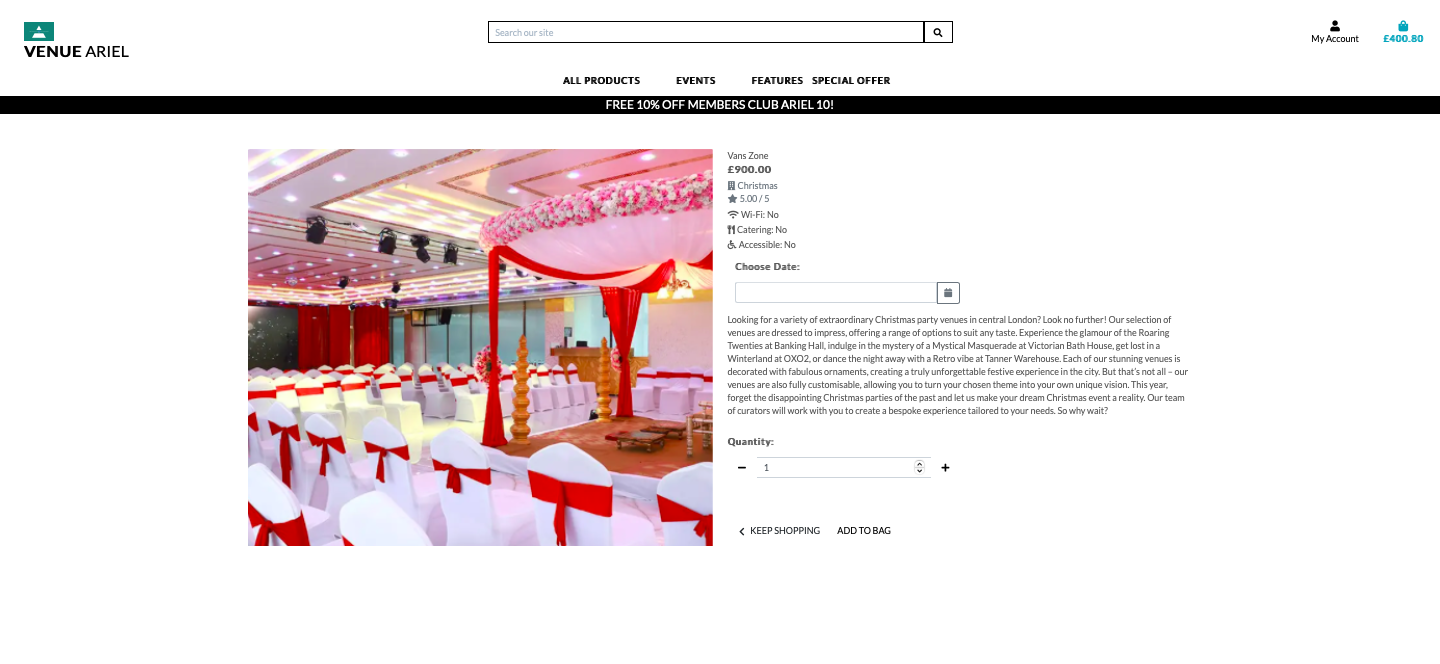 VENUE ARIEL
Search our site
My Account
£400.80
ALL PRODUCTS
EVENTS
FEATURES
SPECIAL OFFER
FREE 10% OFF MEMBERS CLUB ARIEL 10!
Vans Zone
£900.00
Christmas
5.00 / 5
Wi-Fi: No
Catering: No
Accessible: No
Choose Date:
Looking for a variety of extraordinary Christmas party venues in central London? Look no further! Our selection of
venues are dressed to impress, offering a range of options to suit any taste. Experience the glamour of the Roaring
Twenties at Banking Hall, indulge in the mystery of a Mystical Masquerade at Victorian Bath House, get lost in a
Winterland at OXO2, or dance the night away with a Retro vibe at Tanner Warehouse. Each of our stunning venues is
decorated with fabulous ornaments, creating a truly unforgettable festive experience in the city. But that's not all – our
venues are also fully customisable, allowing you to turn your chosen theme into your own unique vision. This year,
forget the disappointing Christmas parties of the past and let us make your dream Christmas event a reality. Our team
of curators will work with you to create a bespoke experience tailored to your needs. So why wait?
Quantity:
1
KEEP SHOPPING
ADD TO BAG